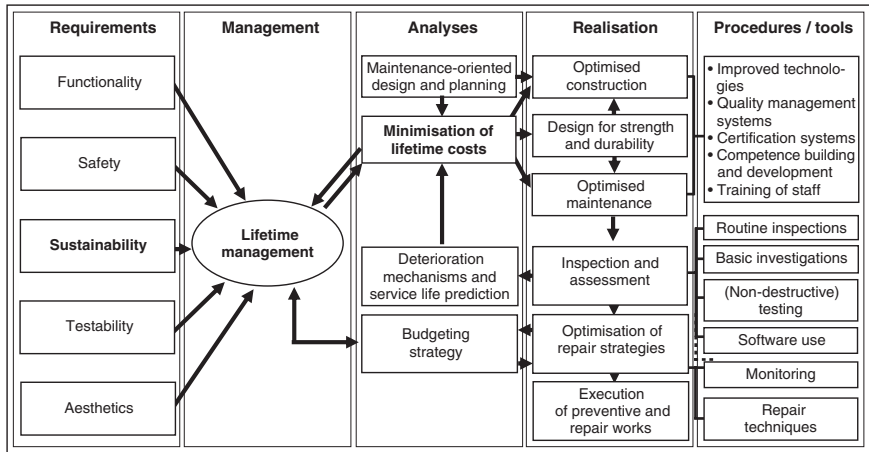 Requirements
Functionality
Safety
Sustainability
Testability
Aesthetics
Management
Lifetime
management
Analyses
Maintenance-oriented
design and planning
Minimisation of
lifetime costs
Deterioration
mechanisms and
service life prediction
Budgeting
strategy
Realisation
Optimised
construction
Design for strength
and durability
Optimised
maintenance
Inspection and
assessment
Optimisation of
repair strategies
Execution
of preventive and
repair works
Procedures / tools
• Improved technolo-
gies
• Quality management
systems
• Certification systems
• Competence building
and development
• Training of staff
Routine inspections
Basic investigations
(Non-destructive)
testing
Software use
Monitoring
Repair
techniques